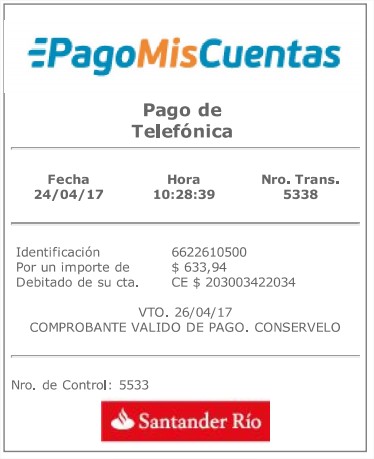 PagoMisCuentas
Pago de
Telefónica
Fecha Hora Nro. Trans.
24/04/17 10:28:39 5338
Identificación 6622610500
Por un importe de $ 633,94
Debitado de su cta. CE $ 203003422034
VTO. 26/04/17
COMPROBANTE VALIDO DE PAGO. CONSERVELO
Nro. de Control: 5533
Santander Río